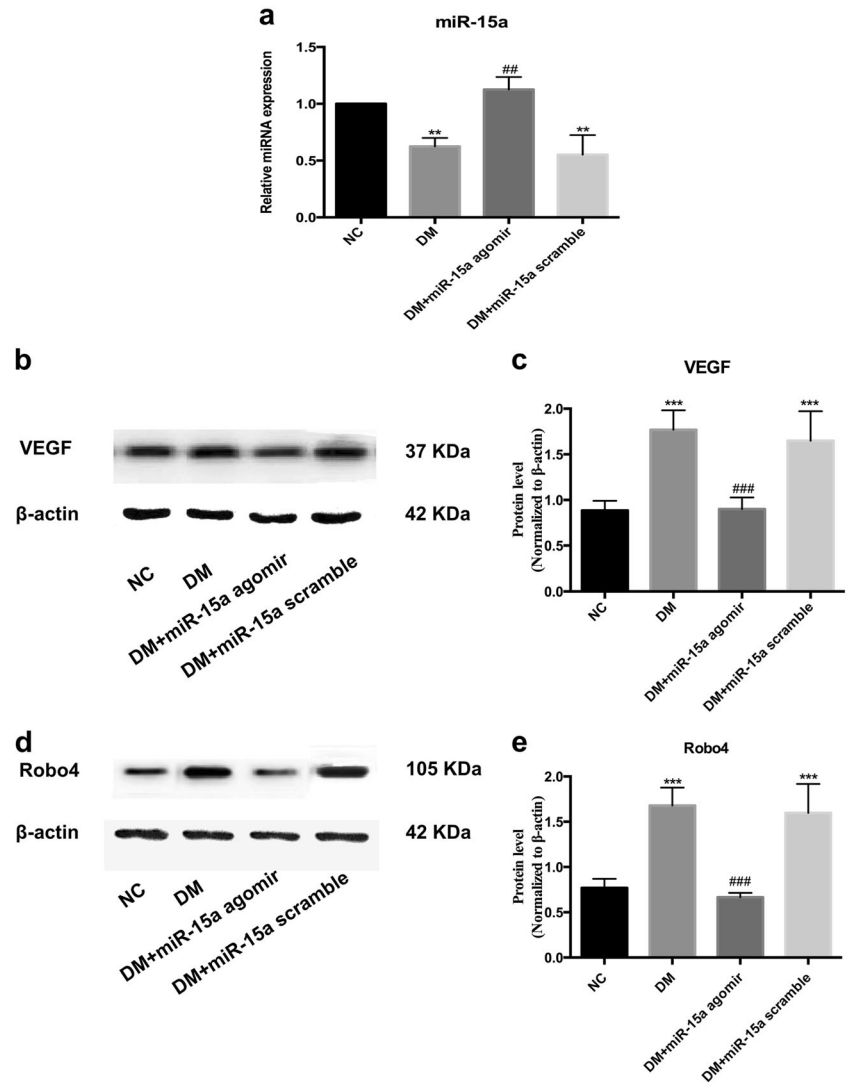 a
miR-15a
Relative miRNA expression
1.5
1.0
0.5
0.0
**
##
**
NC
DM
DM+miR-15a agomir
DM+miR-15a scramble
b
VEGF
37 KDa
β-actin
42 KDa
NC
DM
DM+miR-15a agomir
DM+miR-15a scramble
c
VEGF
Protein level
(Normalized to β-actin)
2.0
1.5
1.0
0.5
0.0
***
###
***
NC
DM
DM+miR-15a agomir
DM+miR-15a scramble
d
Robo4
105 KDa
β-actin
42 KDa
NC
DM
DM+miR-15a agomir
DM+miR-15a scramble
e
Robo4
Protein level
(Normalized to β-actin)
2.0
1.5
1.0
0.5
0.0
***
###
***
NC
DM
DM+miR-15a agomir
DM+miR-15a scramble